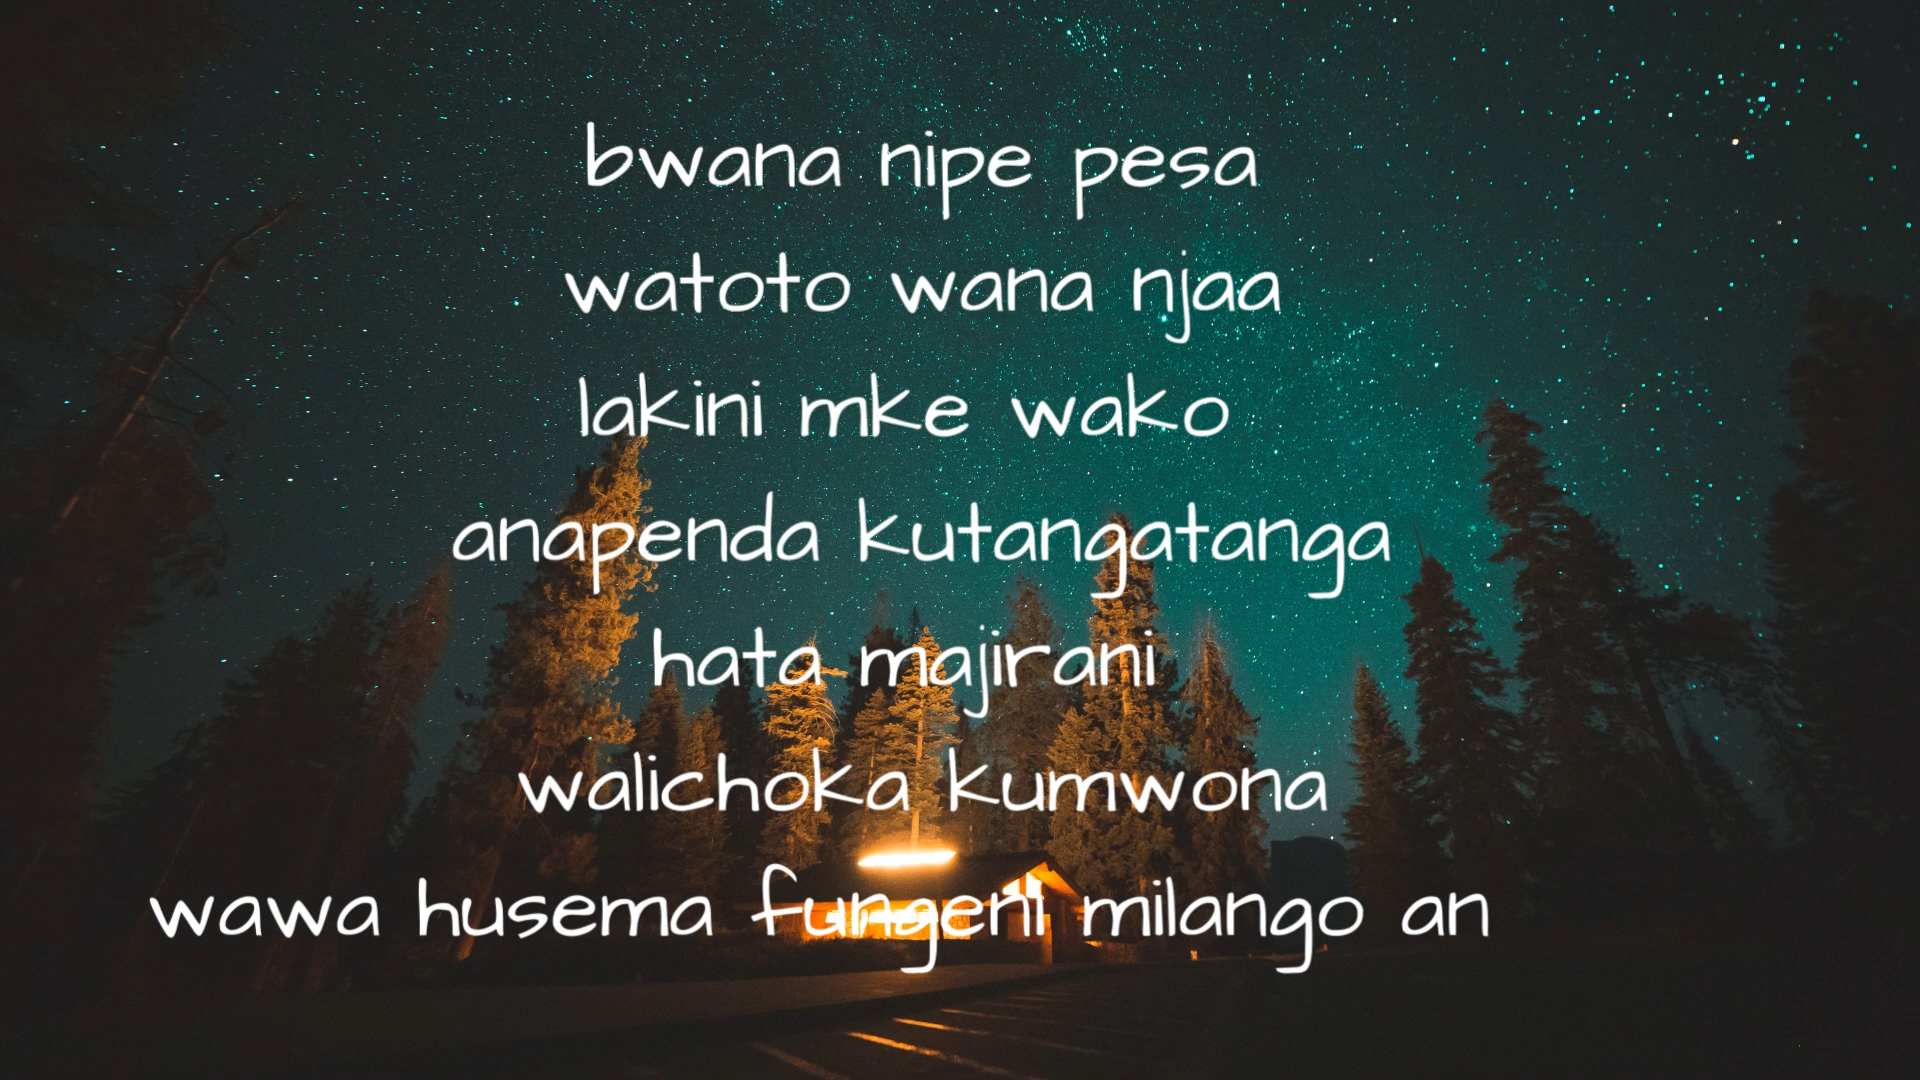 bwana nipe pesa
watoto wana njaa
lakini mke wako
anapenda kutangatanga
hata majirani
walichoka kumwona
wawa husema fungeni milango an